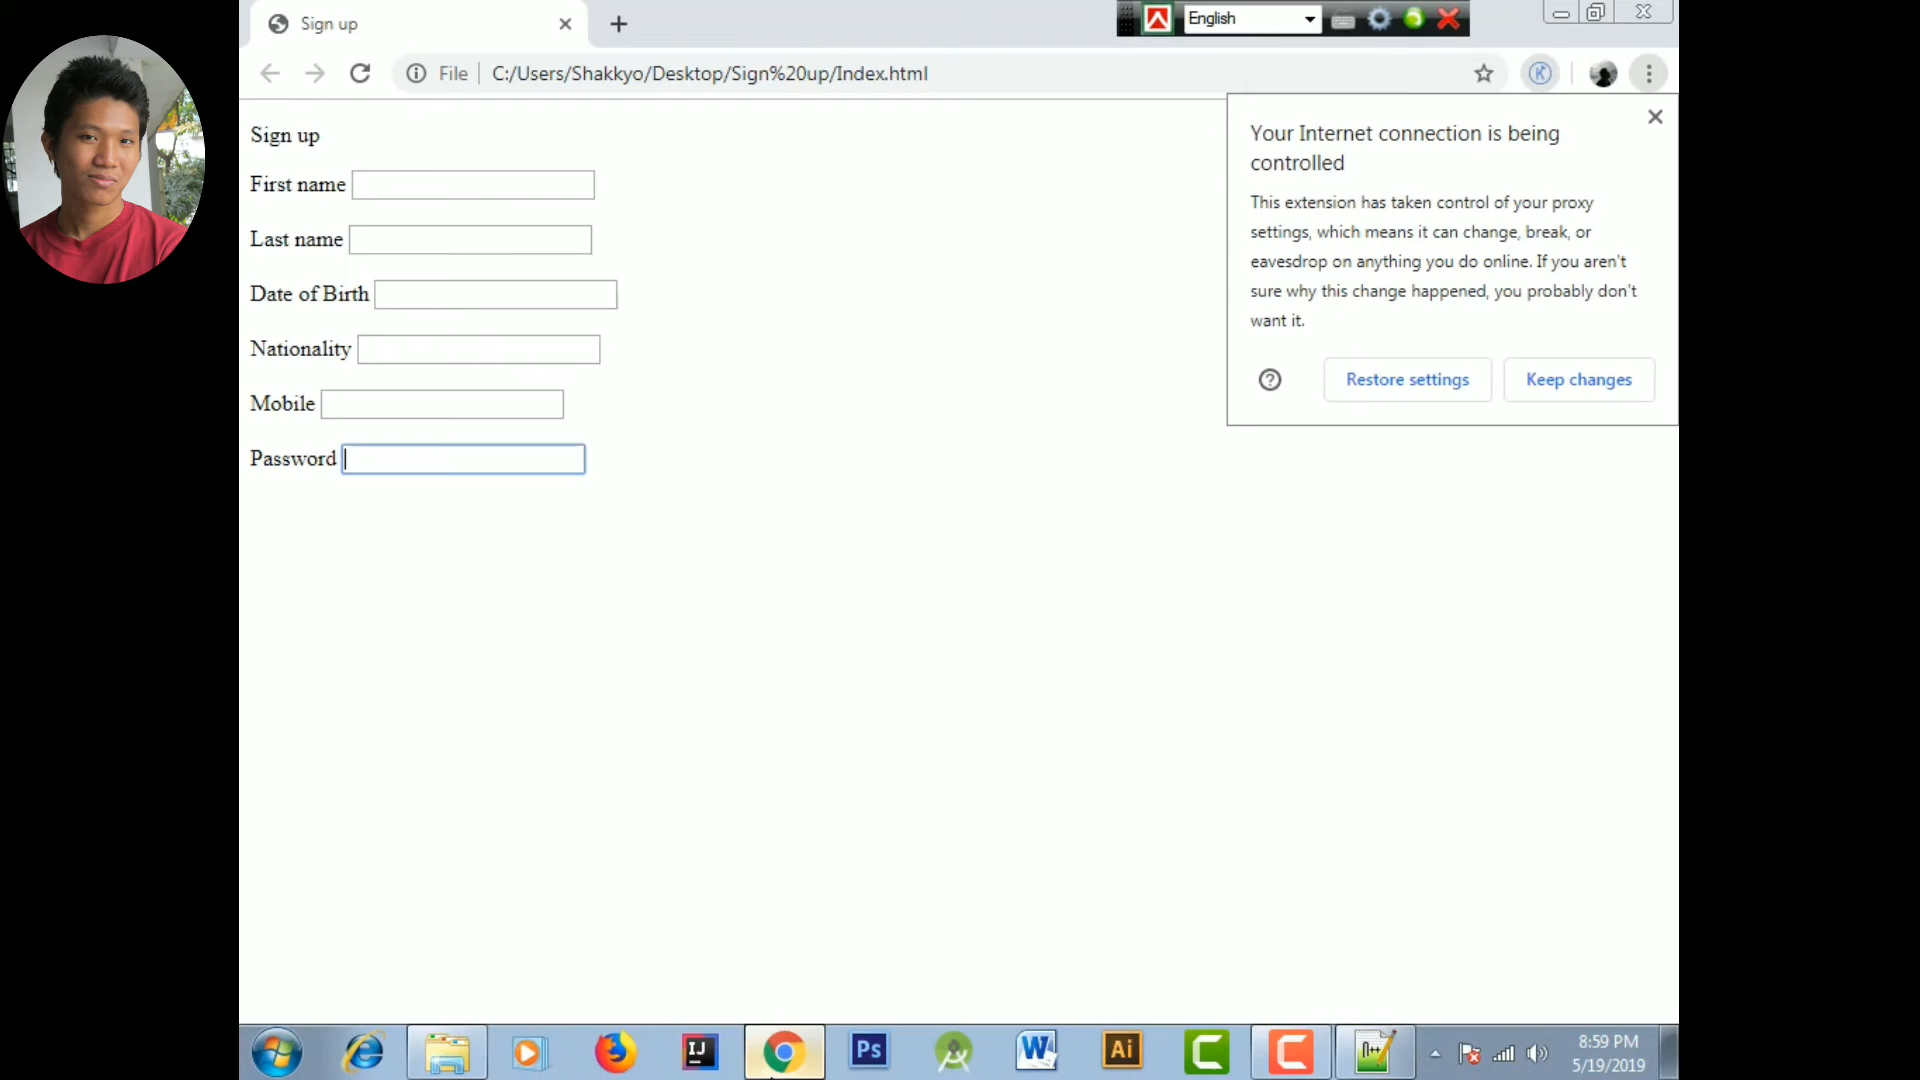 Sign up
English
File
C:/Users/Shakkyo/Desktop/Sign%20up/Index.html
Sign up
First name
Last name
Date of Birth
Nationality
Mobile
Password
Your Internet connection is being
controlled
This extension has taken control of your proxy
settings, which means it can change, break, or
eavesdrop on anything you do online. If you aren't
sure why this change happened, you probably don't
want it.
Restore settings
Keep changes
IJ
Ps
W
Ai
8:59 PM
5/19/2019